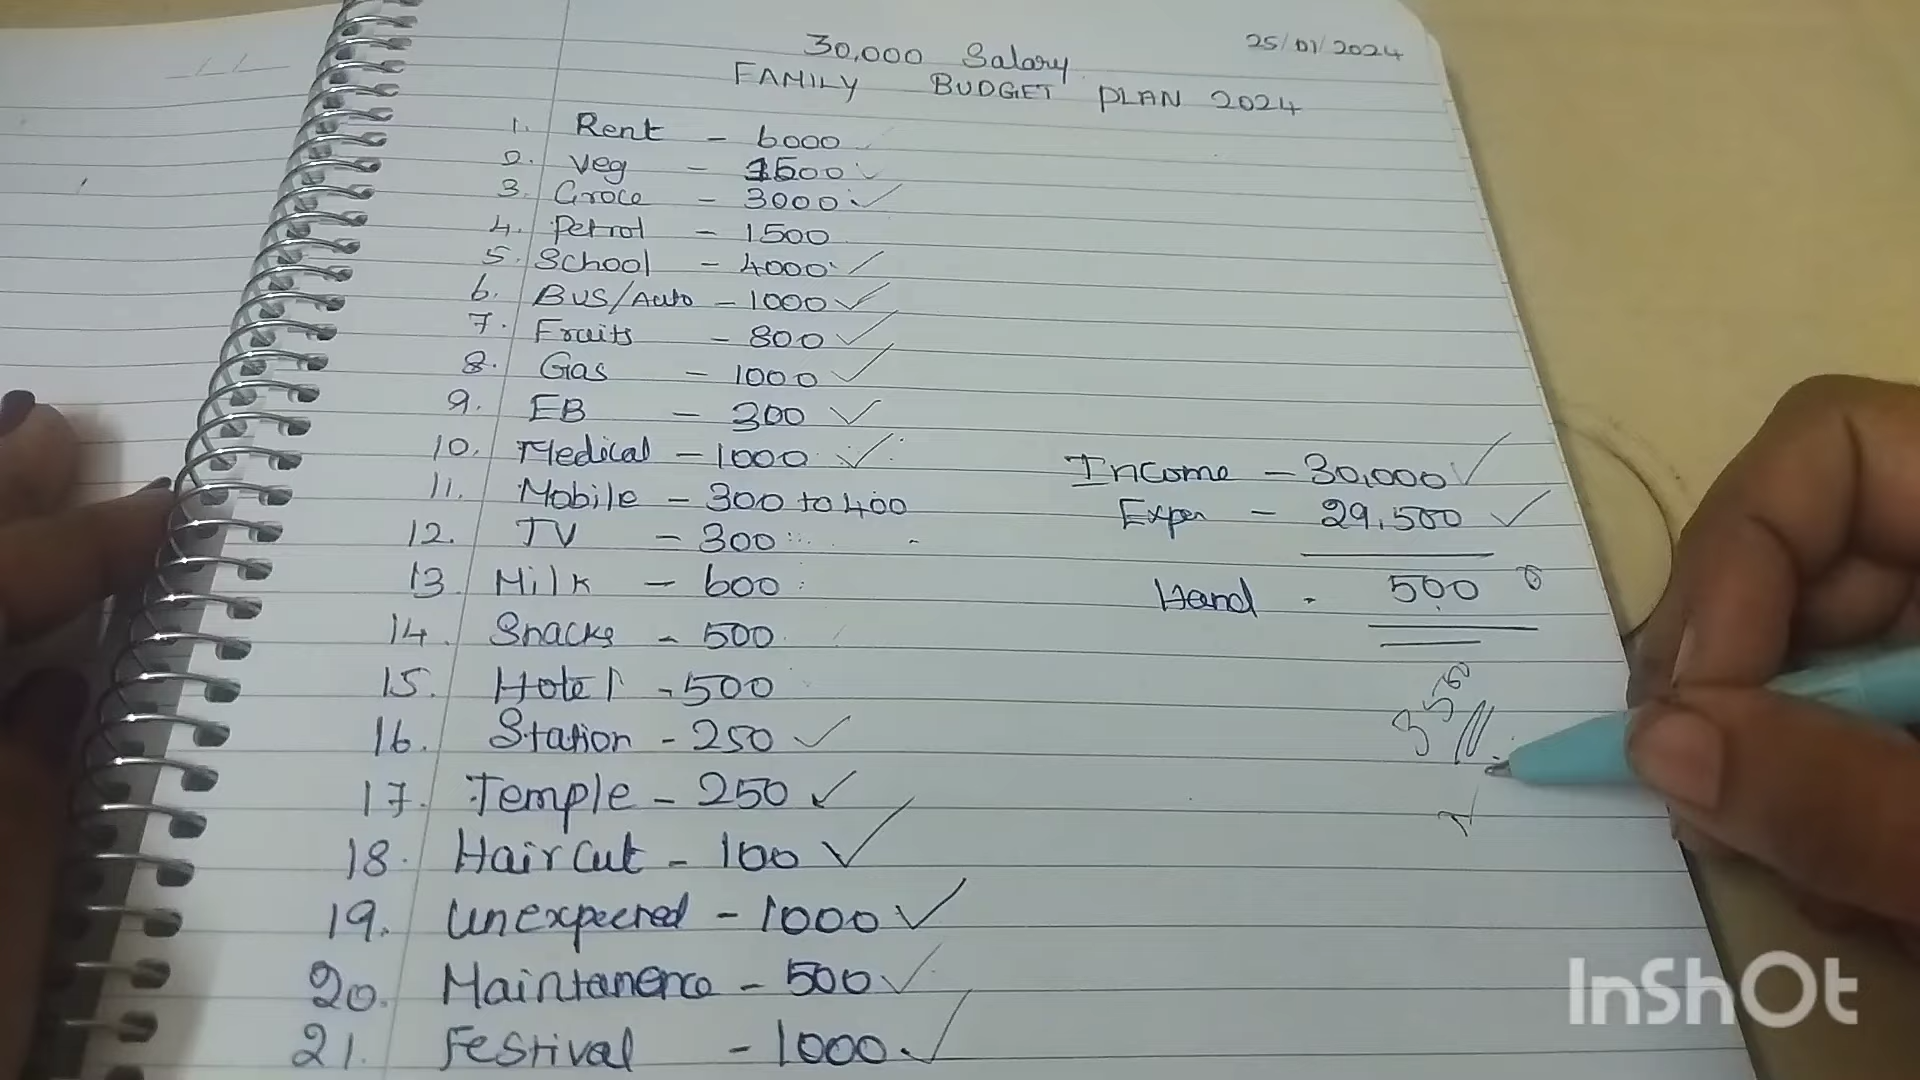 25/01/2024
30,000 Salary
FAMILY BUDGET PLAN 2024
1. Rent - 6000
2. Veg - 1500
3. Groce - 3000
4. Petrol - 1500
5. School - 4000
6. BUS/Auto - 1000
7. Fruits - 800
8. Gas - 1000
9. EB - 300
10. Medical - 1000
11. Mobile - 300 to 400
12. TV - 300
13. Milk - 600
14. Snacks - 500
15. Hotel - 500
16. Station - 250
17. Temple - 250
18. Haircut - 100
19. Unexpected - 1000
20. Maintanence - 500
21. Festival - 1000
Income - 30,000
Expen - 29,500
Hand - 500
InShOt